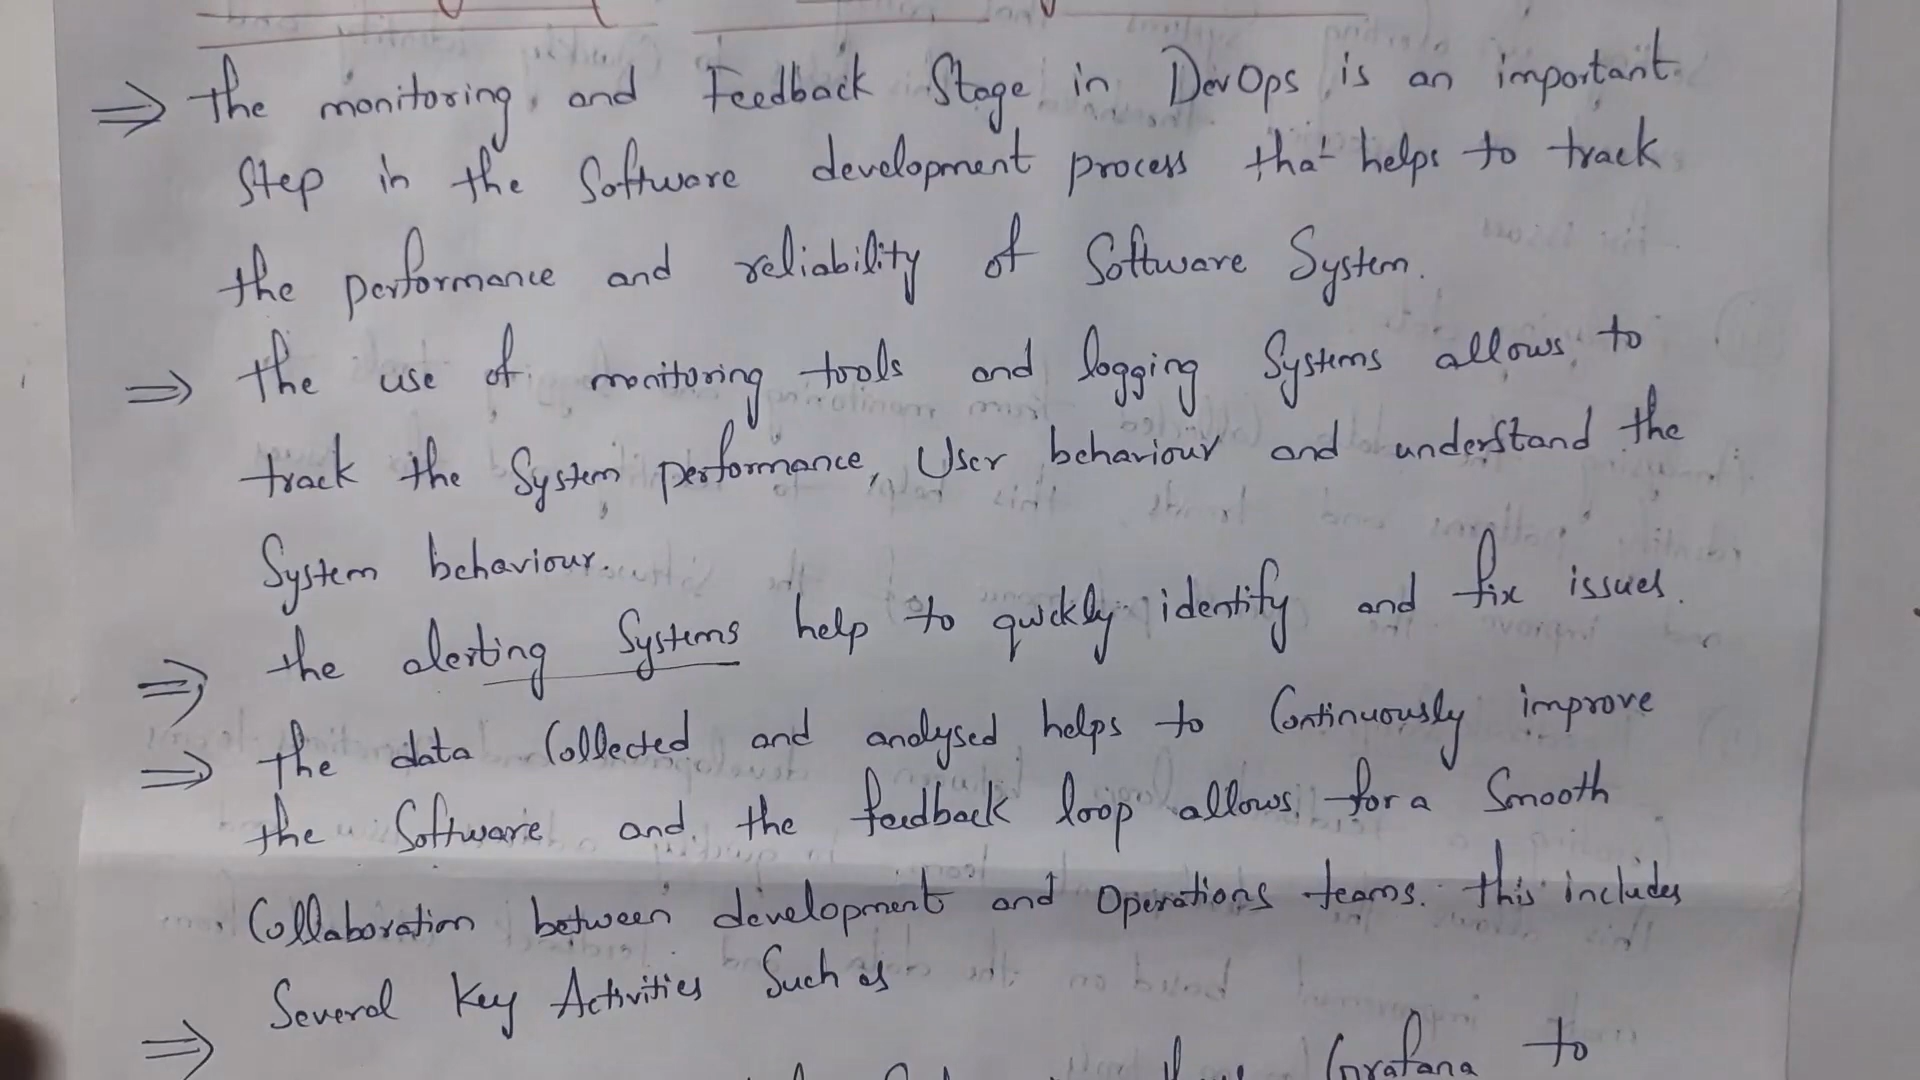 ⇒ the monitoring and Feedback Stage in DevOps is an important
Step in the Software development process that helps to track
the performance and reliability of Software System.
⇒ the use of monitoring tools and logging Systems allows to
track the System performance, User behaviour and understand the
System behaviour.
⇒ the alerting Systems help to quickly identify and fix issues.
⇒ the data Collected and analysed helps to Continuously improve
the Software and the feedback loop allows for a Smooth
Collaboration between development and Operations teams. this includes
Several Key Activities Such as
⇒ Grafana to